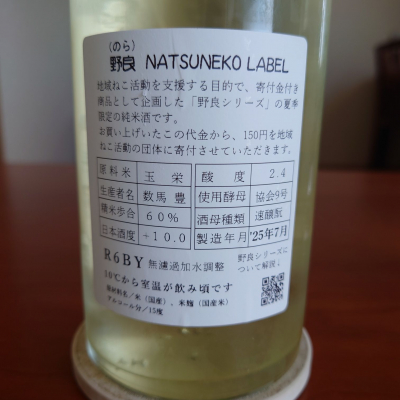 (のら)
野良 NATSUNEKO LABEL
地域ねこ活動を支援する目的で、寄付金付き
商品として企画した「野良シリーズ」の夏季
限定の純米酒です。
お買い上げいたこの代金から、150円を地域
ねこ活動の団体に寄付させていただきます。
原料米 玉栄 酸度 2.4
生産者名 数馬 豊 使用酵母 協会9号
精米歩合 60% 酒母種類 速醸酛
日本酒度 +10.0 製造年月 '25年7月
R6BY 無濾過加水調整
野良シリーズに
ついて解説↓
10℃から室温が飲み頃です
原材料名/米(国産)、米麹(国産米)
アルコール分/15度